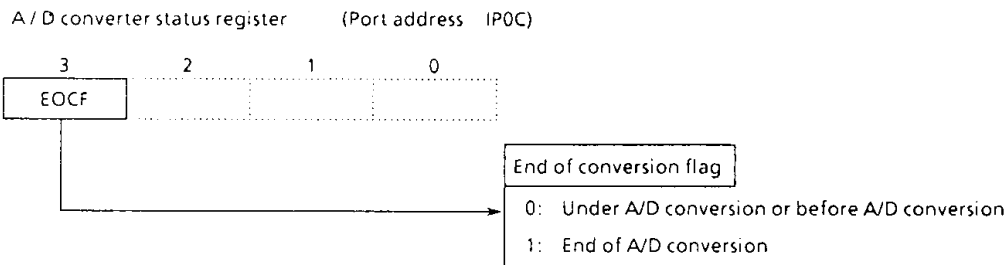 A / D converter status register (Port address IP0C)
3 2 1 0
EOCF
End of conversion flag
0: Under A/D conversion or before A/D conversion
1: End of A/D conversion